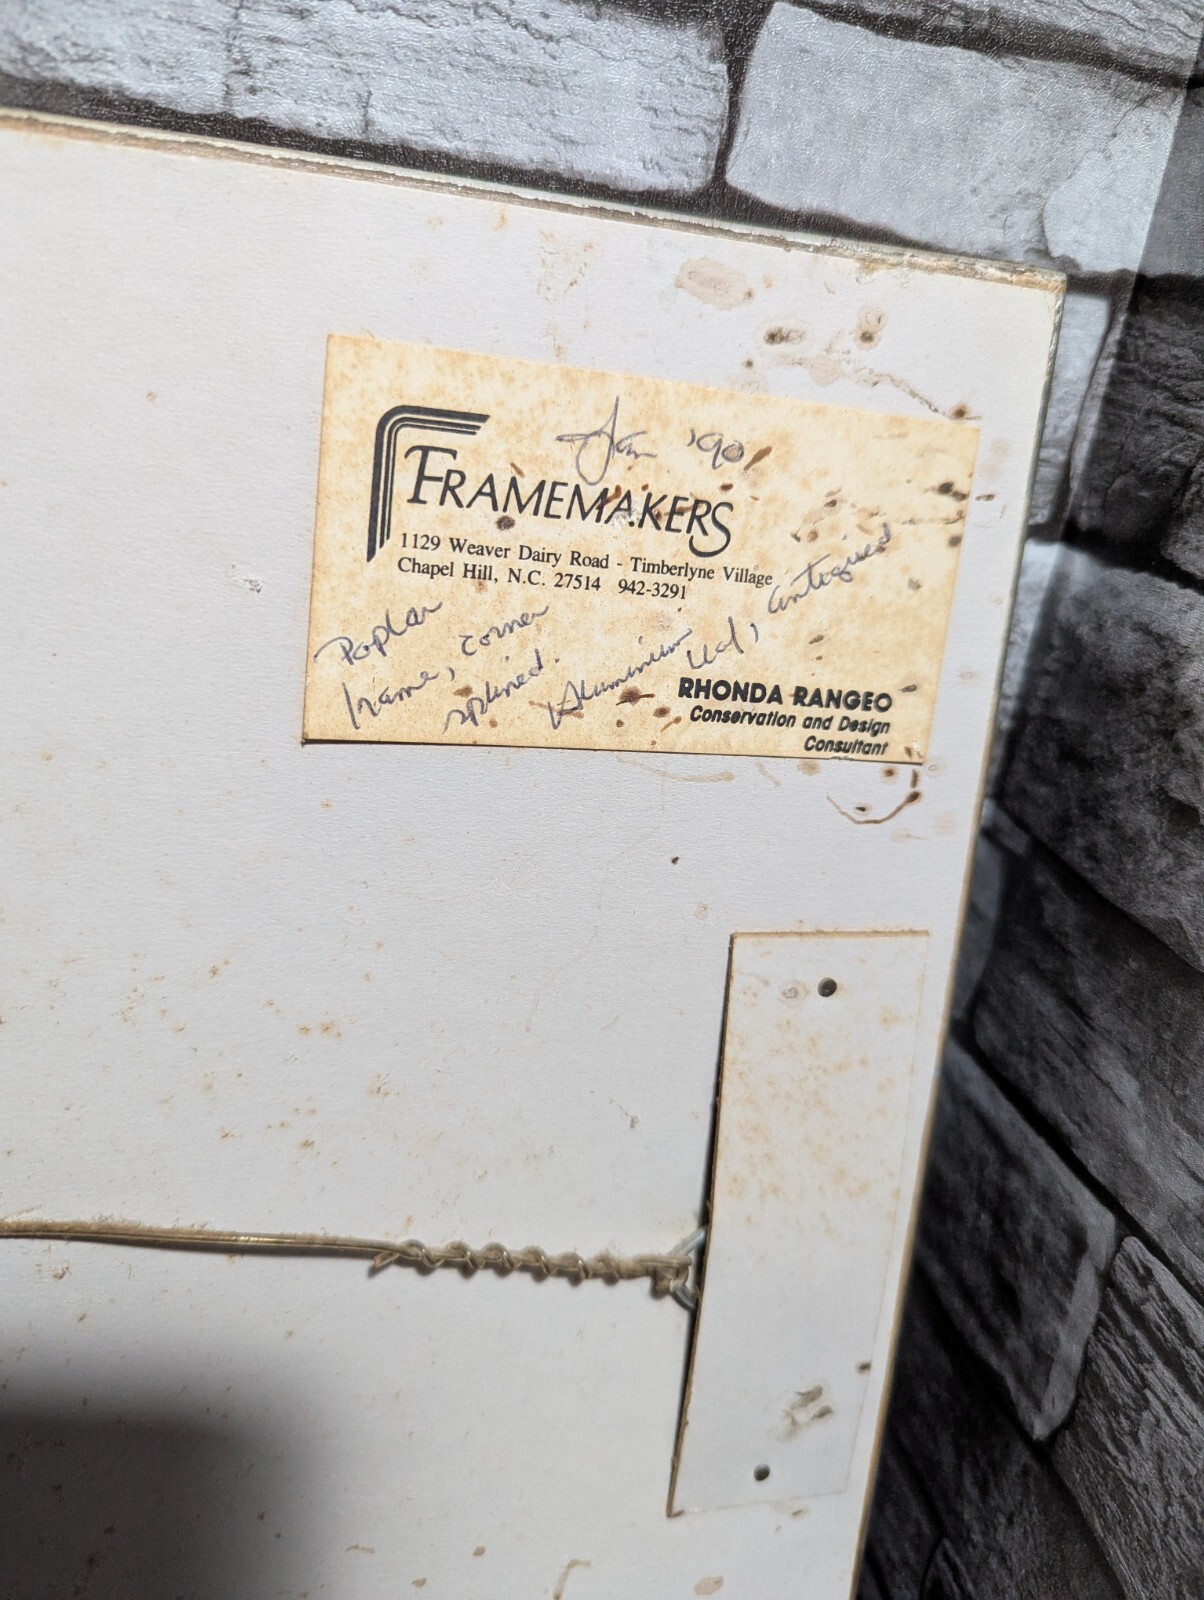 Jan '90
FRAMEMAKERS
1129 Weaver Dairy Road - Timberlyne Village
Chapel Hill, N.C. 27514 942-3291
Poplar
frame, corner
splined.
Aluminum
antiqued
RHONDA RANGEO
Conservation and Design
Consultant